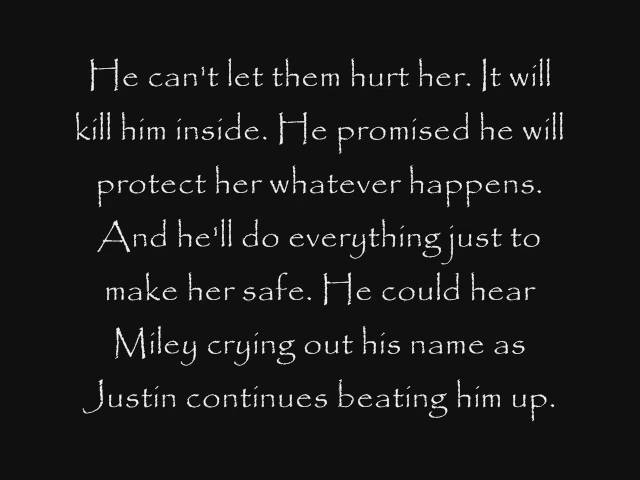 He can't let them hurt her. It will
kill him inside. He promised he will
protect her whatever happens.
And he'll do everything just to
make her safe. He could hear
Miley crying out his name as
Justin continues beating him up.